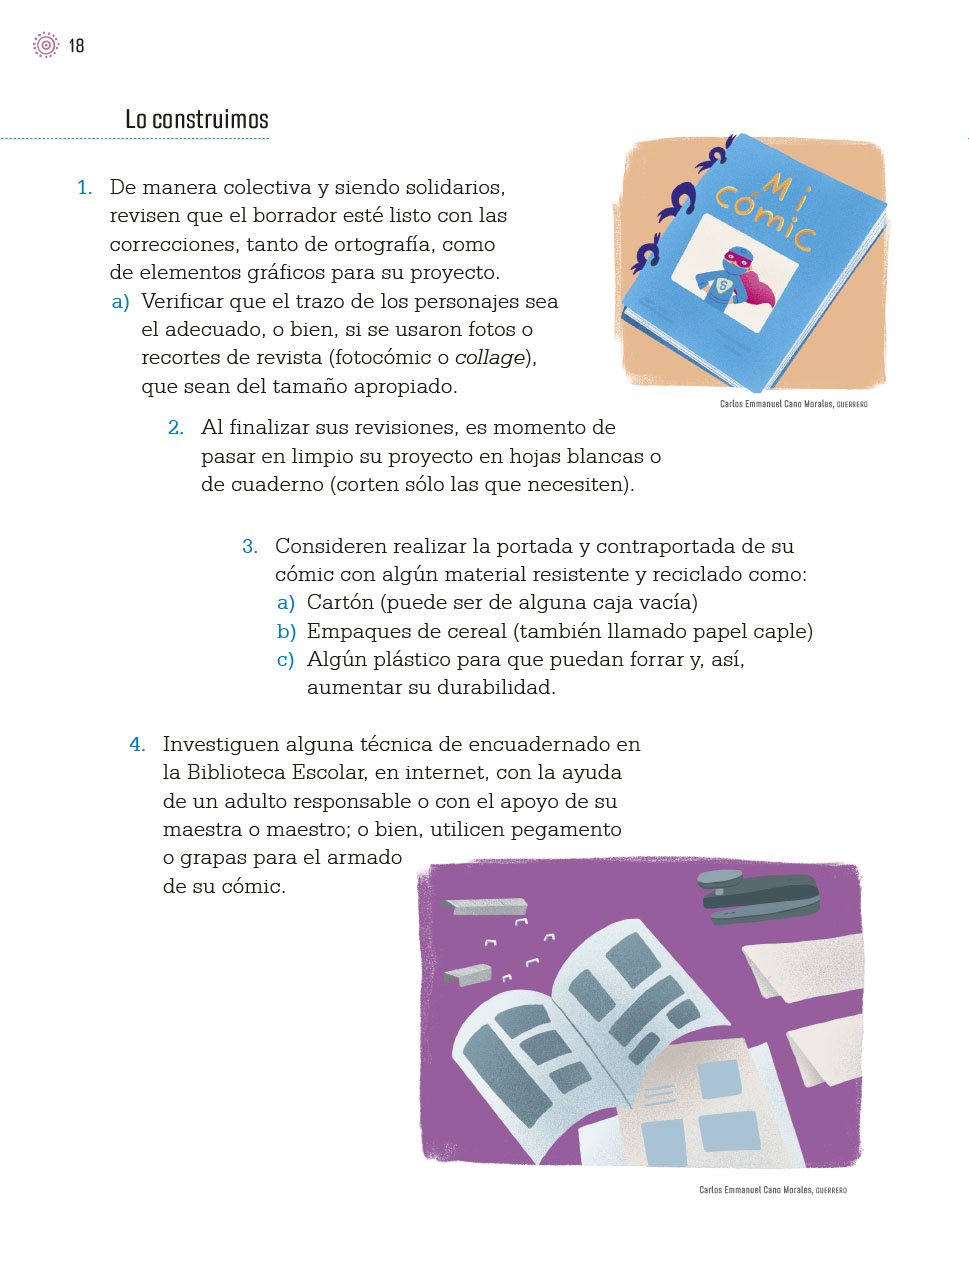 18
Lo construimos
1. De manera colectiva y siendo solidarios,
revisen que el borrador esté listo con las
correcciones, tanto de ortografía, como
de elementos gráficos para su proyecto.
a) Verificar que el trazo de los personajes sea
el adecuado, o bien, si se usaron fotos o
recortes de revista (fotocómic o collage),
que sean del tamaño apropiado.
Mi
cómic
S
Carlos Emmanuel Cano Morales, GUERRERO
2. Al finalizar sus revisiones, es momento de
pasar en limpio su proyecto en hojas blancas o
de cuaderno (corten sólo las que necesiten).
3. Consideren realizar la portada y contraportada de su
cómic con algún material resistente y reciclado como:
a) Cartón (puede ser de alguna caja vacía)
b) Empaques de cereal (también llamado papel caple)
c) Algún plástico para que puedan forrar y, así,
aumentar su durabilidad.
4. Investiguen alguna técnica de encuadernado en
la Biblioteca Escolar, en internet, con la ayuda
de un adulto responsable o con el apoyo de su
maestra o maestro; o bien, utilicen pegamento
o grapas para el armado
de su cómic.
Carlos Emmanuel Cano Morales, GUERRERO